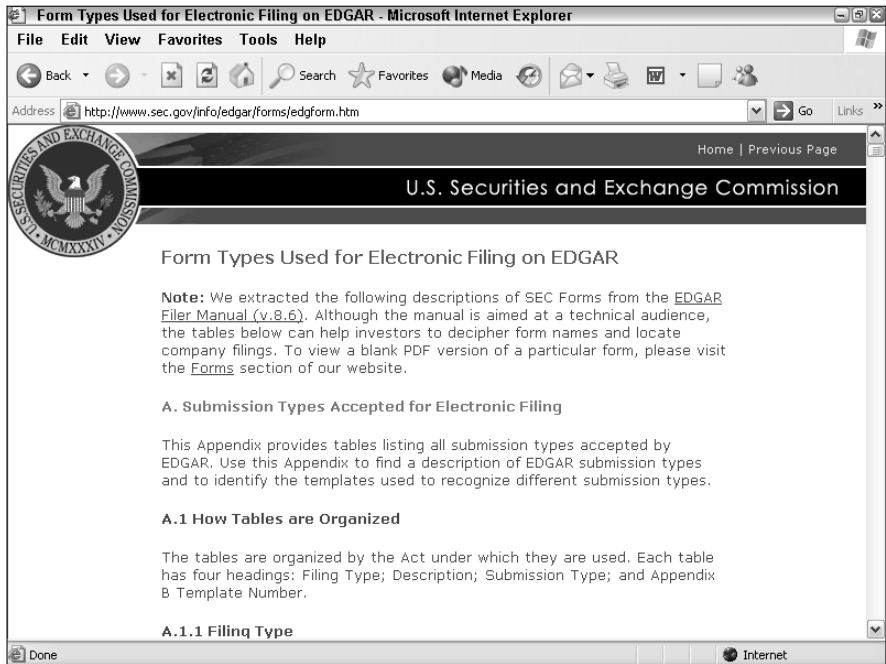 Form Types Used for Electronic Filing on EDGAR - Microsoft Internet Explorer
File Edit View Favorites Tools Help
Back Search Favorites Media
Address http://www.sec.gov/info/edgar/forms/edgform.htm Go Links »
Home | Previous Page
U.S. Securities and Exchange Commission
U.S. SECURITIES AND EXCHANGE COMMISSION
MCMXXXIV
Form Types Used for Electronic Filing on EDGAR
Note: We extracted the following descriptions of SEC Forms from the EDGAR
Filer Manual (v.8.6). Although the manual is aimed at a technical audience,
the tables below can help investors to decipher form names and locate
company filings. To view a blank PDF version of a particular form, please visit
the Forms section of our website.
A. Submission Types Accepted for Electronic Filing
This Appendix provides tables listing all submission types accepted by
EDGAR. Use this Appendix to find a description of EDGAR submission types
and to identify the templates used to recognize different submission types.
A.1 How Tables are Organized
The tables are organized by the Act under which they are used. Each table
has four headings: Filing Type; Description; Submission Type; and Appendix
B Template Number.
A.1.1 Filing Type
Done Internet